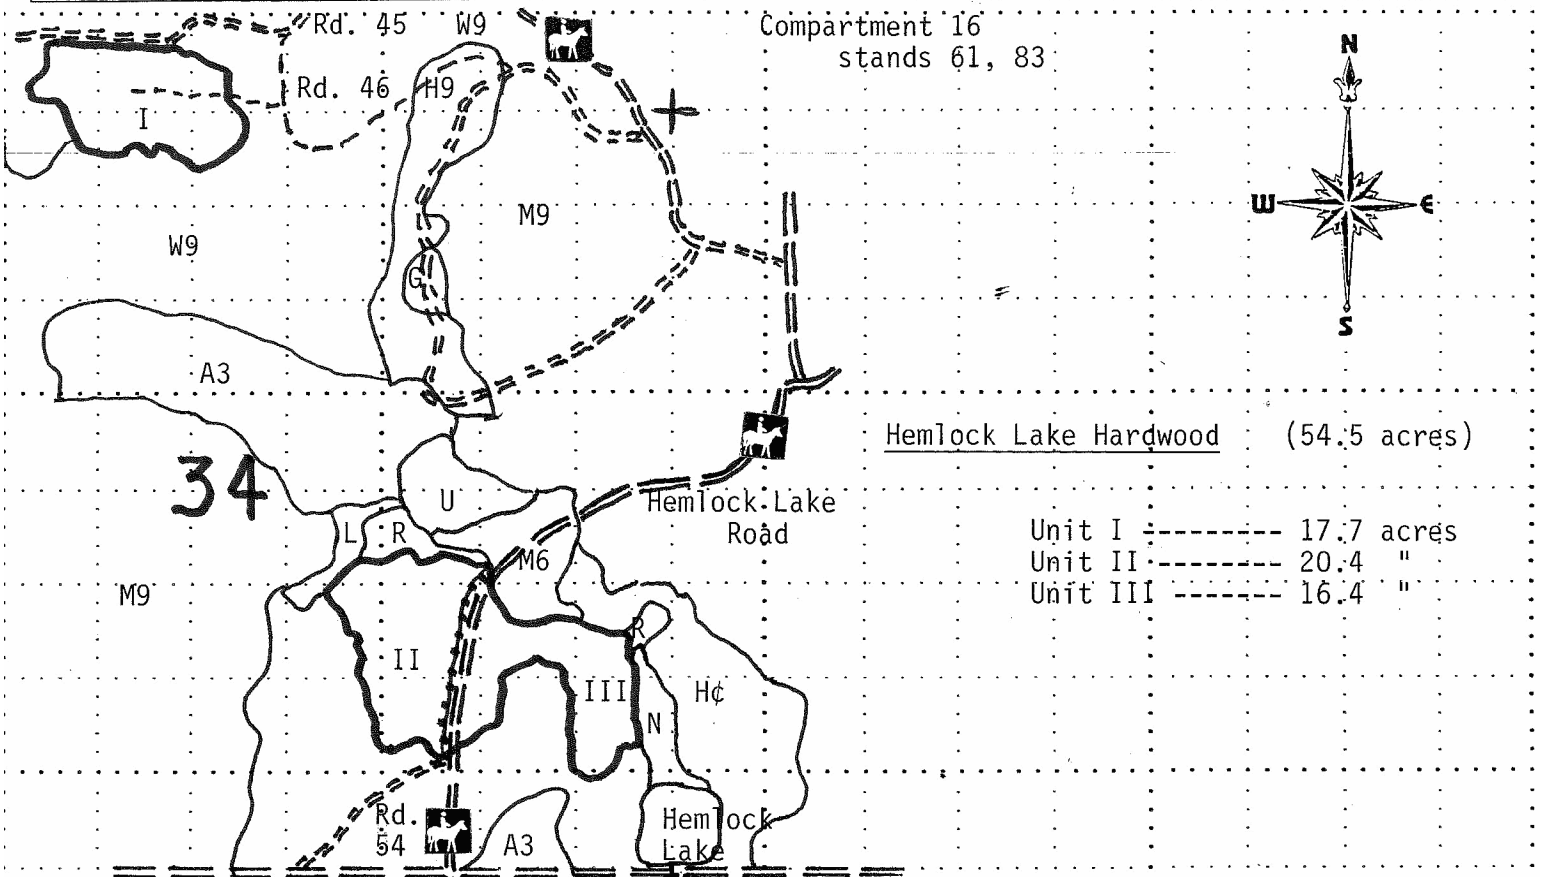 Rd. 45
W9
Compartment 16
stands 61, 83
N
Rd. 46
H9
I
W
E
M9
W9
G
S
A3
Hemlock Lake Hardwood (54.5 acres)
34
U
Hemlock Lake
Road
L
R
Unit I -------- 17.7 acres
M6
Unit II -------- 20.4 "
M9
Unit III ------- 16.4 "
R
II
III
H¢
N
Rd.
54
A3
Hemlock
Lake